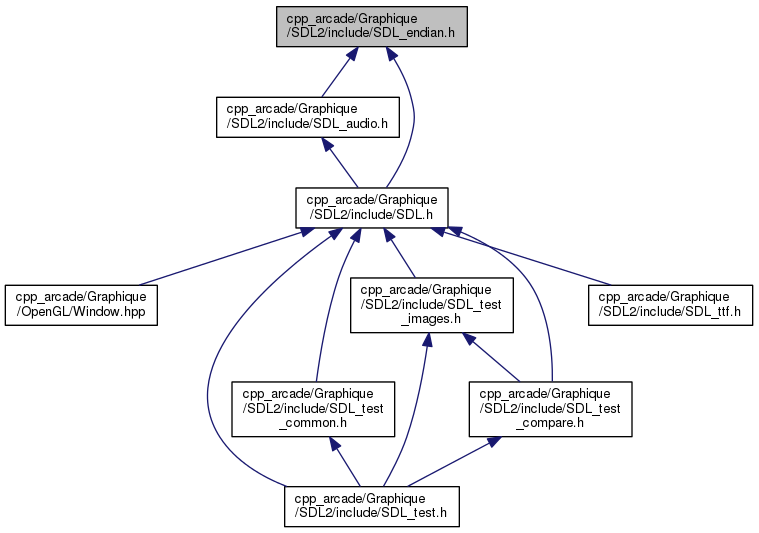 cpp_arcade/Graphique
/SDL2/include/SDL_endian.h
cpp_arcade/Graphique
/SDL2/include/SDL_audio.h
cpp_arcade/Graphique
/SDL2/include/SDL.h
cpp_arcade/Graphique
/OpenGL/Window.hpp
cpp_arcade/Graphique
/SDL2/include/SDL_test
_images.h
cpp_arcade/Graphique
/SDL2/include/SDL_ttf.h
cpp_arcade/Graphique
/SDL2/include/SDL_test
_common.h
cpp_arcade/Graphique
/SDL2/include/SDL_test
_compare.h
cpp_arcade/Graphique
/SDL2/include/SDL_test.h